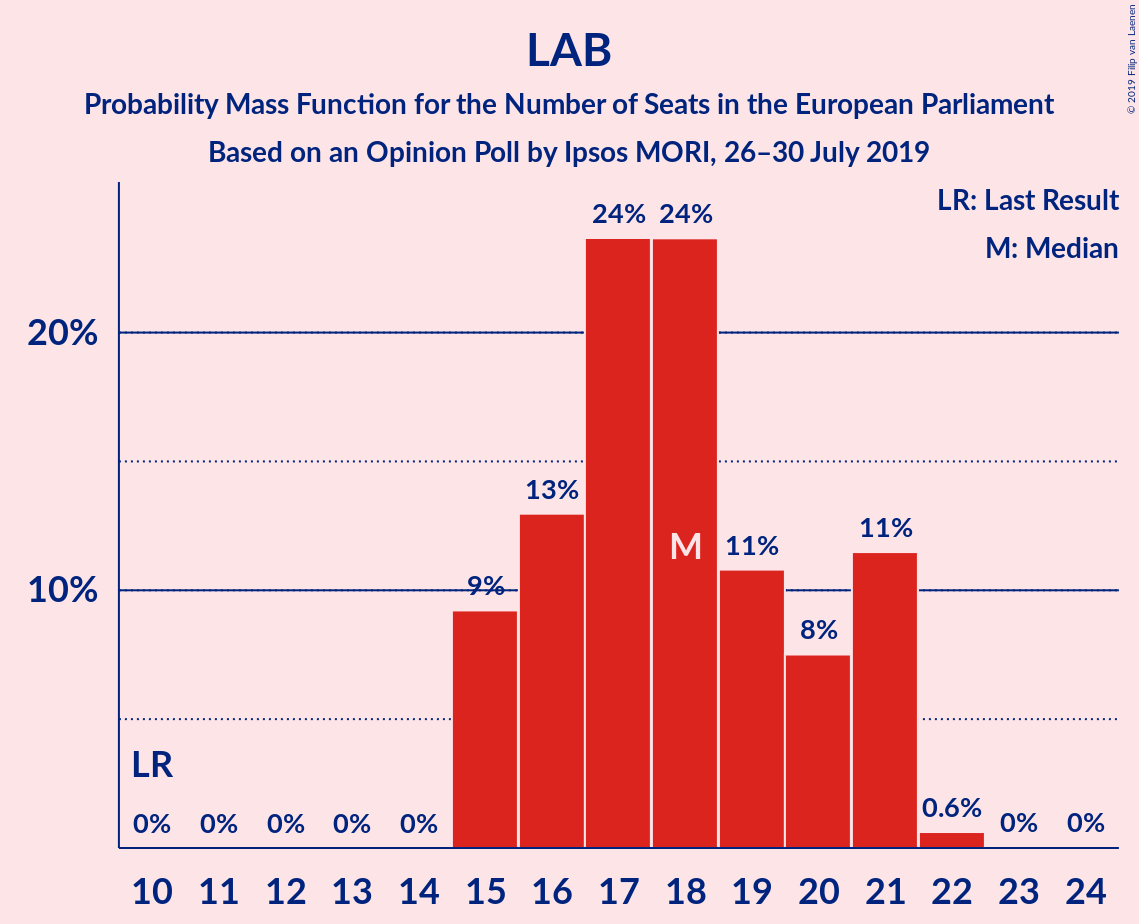 LAB
Probability Mass Function for the Number of Seats in the European Parliament
Based on an Opinion Poll by Ipsos MORI, 26–30 July 2019
© 2019 Filip van Laenen
LR: Last Result
M: Median
24% 24%
20%
13%
M
11%
11%
10%
9%
8%
LR
0% 0% 0% 0% 0%
0.6% 0% 0%
10 11 12 13 14 15 16 17 18 19 20 21 22 23 24